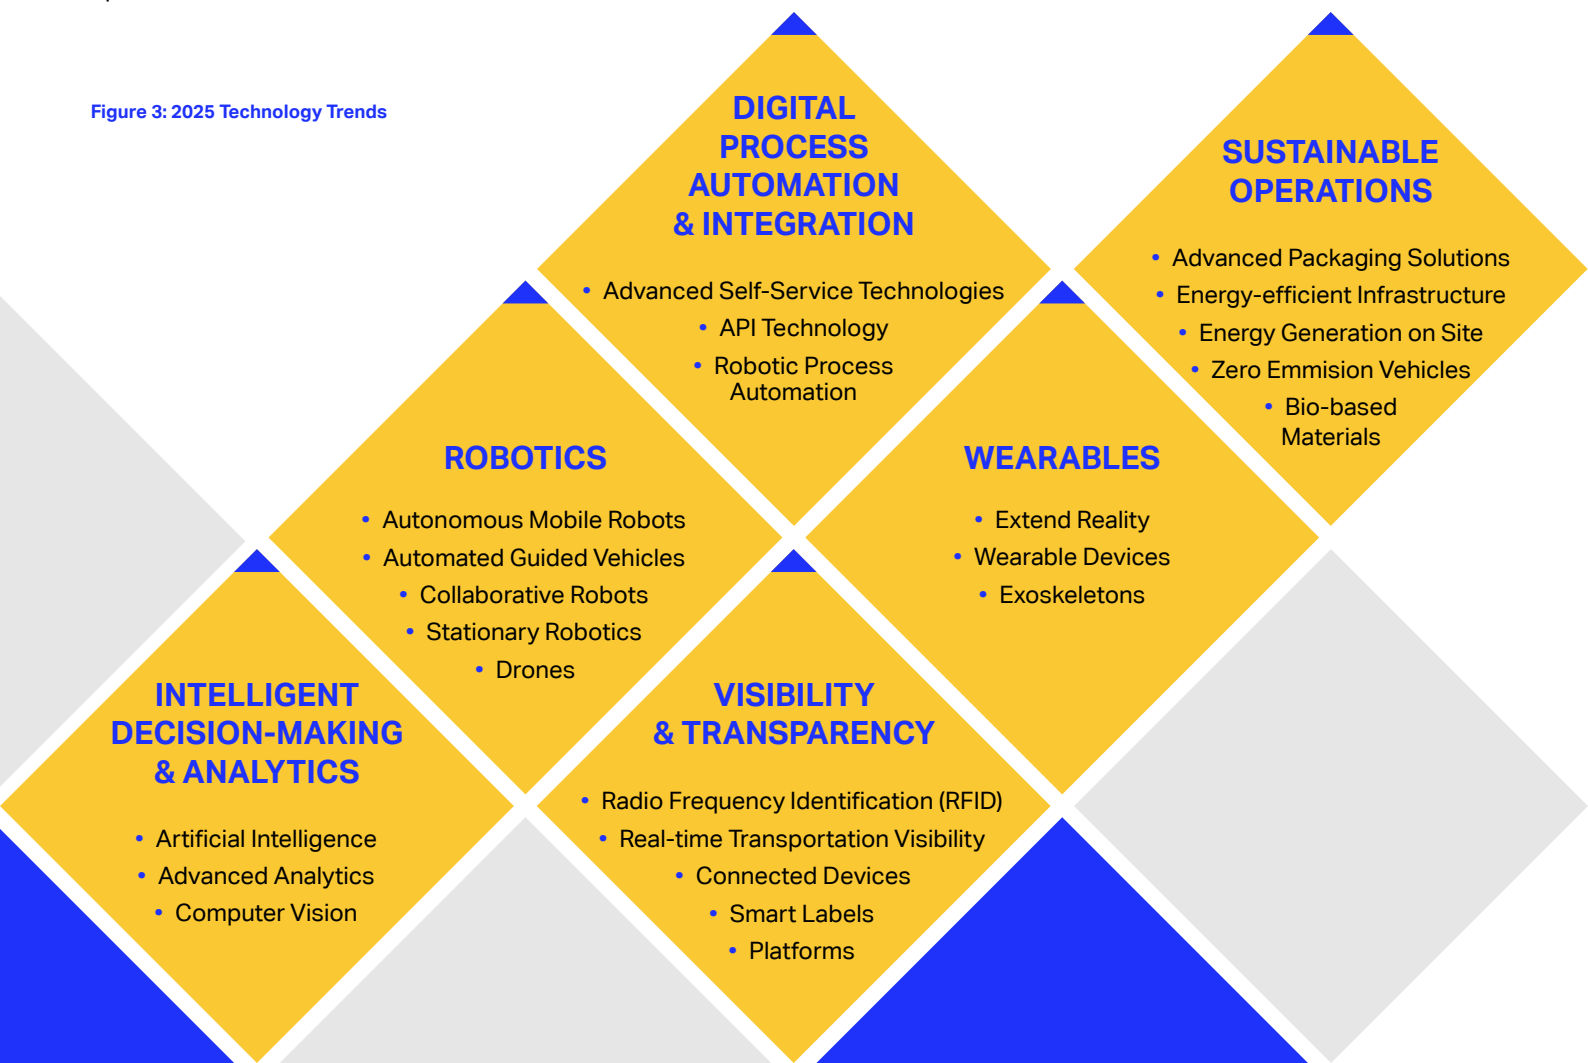 Figure 3: 2025 Technology Trends
DIGITAL
PROCESS
AUTOMATION
& INTEGRATION
• Advanced Self-Service Technologies
• API Technology
• Robotic Process
Automation
SUSTAINABLE
OPERATIONS
• Advanced Packaging Solutions
• Energy-efficient Infrastructure
• Energy Generation on Site
• Zero Emmision Vehicles
• Bio-based
Materials
ROBOTICS
• Autonomous Mobile Robots
• Automated Guided Vehicles
• Collaborative Robots
• Stationary Robotics
• Drones
WEARABLES
• Extend Reality
• Wearable Devices
• Exoskeletons
INTELLIGENT
DECISION-MAKING
& ANALYTICS
• Artificial Intelligence
• Advanced Analytics
• Computer Vision
VISIBILITY
& TRANSPARENCY
• Radio Frequency Identification (RFID)
• Real-time Transportation Visibility
• Connected Devices
• Smart Labels
• Platforms